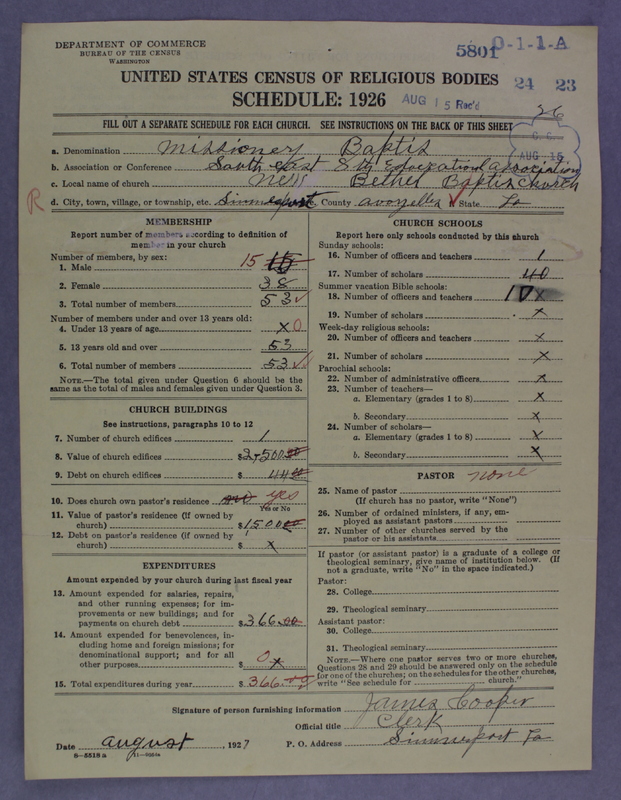 DEPARTMENT OF COMMERCE
BUREAU OF THE CENSUS
WASHINGTON
5801 0-1-1-A
UNITED STATES CENSUS OF RELIGIOUS BODIES
24 23
SCHEDULE: 1926
AUG 15 Rec'd
26
FILL OUT A SEPARATE SCHEDULE FOR EACH CHURCH. SEE INSTRUCTIONS ON THE BACK OF THIS SHEET
C. C.
AUG 15
a. Denomination Missionery Baptis
b. Association or Conference South east 8th Educational association
c. Local name of church Bethel Baptis Church
R d. City, town, village, or township, etc. Simmesport County avoyelles State La
MEMBERSHIP
Report number of members according to definition of member in your church
Number of members, by sex:
1. Male 15 15
2. Female 38
3. Total number of members 53
Number of members under and over 13 years old:
4. Under 13 years of age x 0
5. 13 years old and over 53
6. Total number of members 53
NOTE.—The total given under Question 6 should be the same as the total of males and females given under Question 3.
CHURCH BUILDINGS
See instructions, paragraphs 10 to 12
7. Number of church edifices 1
8. Value of church edifices $2,500.00
9. Debt on church edifices $
10. Does church own pastor's residence yes
Yes or No
11. Value of pastor's residence (if owned by church) $1,500.00
12. Debt on pastor's residence (if owned by church) $ x
EXPENDITURES
Amount expended by your church during last fiscal year
13. Amount expended for salaries, repairs, and other running expenses; for improvements or new buildings; and for payments on church debt $366.00
14. Amount expended for benevolences, including home and foreign missions; for denominational support; and for all other purposes $ 0 x
15. Total expenditures during year $366.00
CHURCH SCHOOLS
Report here only schools conducted by this church
Sunday schools:
16. Number of officers and teachers 1
17. Number of scholars 40
Summer vacation Bible schools:
18. Number of officers and teachers x
19. Number of scholars x
Week-day religious schools:
20. Number of officers and teachers x
21. Number of scholars x
Parochial schools:
22. Number of administrative officers x
23. Number of teachers—
a. Elementary (grades 1 to 8) x
b. Secondary x
24. Number of scholars—
a. Elementary (grades 1 to 8) x
b. Secondary x
PASTOR none
25. Name of pastor
(If church has no pastor, write "None")
26. Number of ordained ministers, if any, employed as assistant pastors
27. Number of other churches served by the pastor or his assistants
If pastor (or assistant pastor) is a graduate of a college or theological seminary, give name of institution below. (If not a graduate, write "No" in the space indicated.)
Pastor:
28. College
29. Theological seminary
Assistant pastor:
30. College
31. Theological seminary
NOTE.—Where one pastor serves two or more churches, Questions 28 and 29 should be answered only on the schedule for one of the churches; on the schedules for the other churches, write "See schedule for church."
Signature of person furnishing information James Cooper
Official title Clerk
Date august, 1927 P. O. Address Simmesport La
8—5518 a